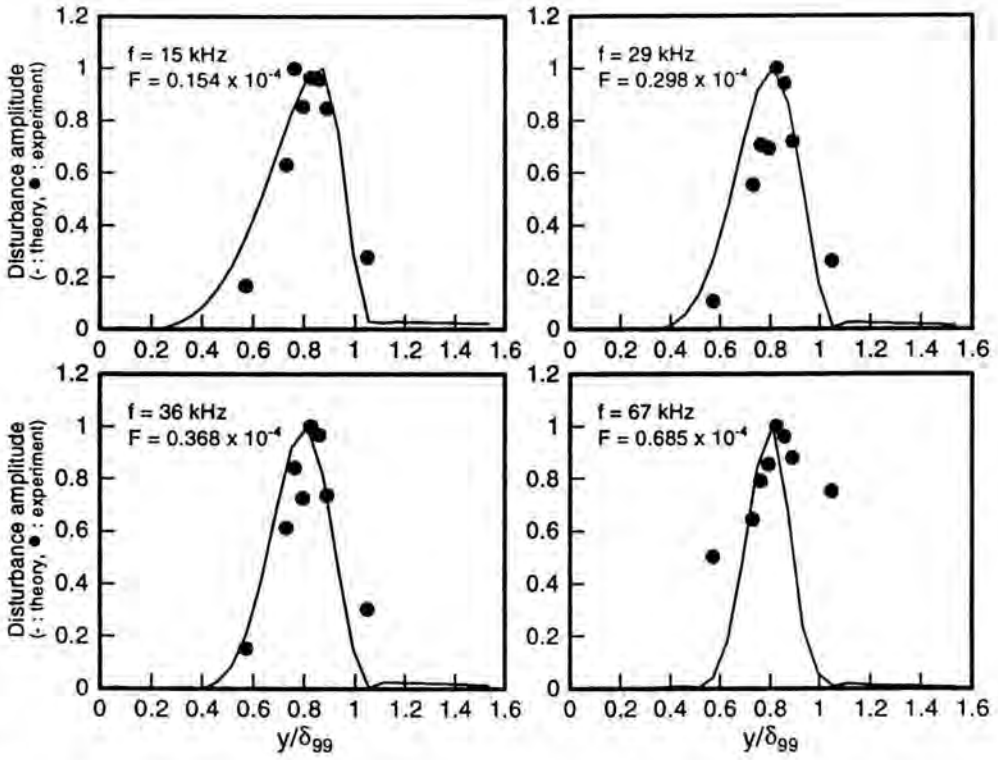 Disturbance amplitude
(- : theory, ● : experiment)
1.2
1
0.8
0.6
0.4
0.2
0
f = 15 kHz
F = 0.154 x 10⁻⁴
0 0.2 0.4 0.6 0.8 1 1.2 1.4 1.6
1.2
1
0.8
0.6
0.4
0.2
0
f = 29 kHz
F = 0.298 x 10⁻⁴
0 0.2 0.4 0.6 0.8 1 1.2 1.4 1.6
Disturbance amplitude
(- : theory, ● : experiment)
1.2
1
0.8
0.6
0.4
0.2
0
f = 36 kHz
F = 0.368 x 10⁻⁴
0 0.2 0.4 0.6 0.8 1 1.2 1.4 1.6
y/δ₉₉
1.2
1
0.8
0.6
0.4
0.2
0
f = 67 kHz
F = 0.685 x 10⁻⁴
0 0.2 0.4 0.6 0.8 1 1.2 1.4 1.6
y/δ₉₉